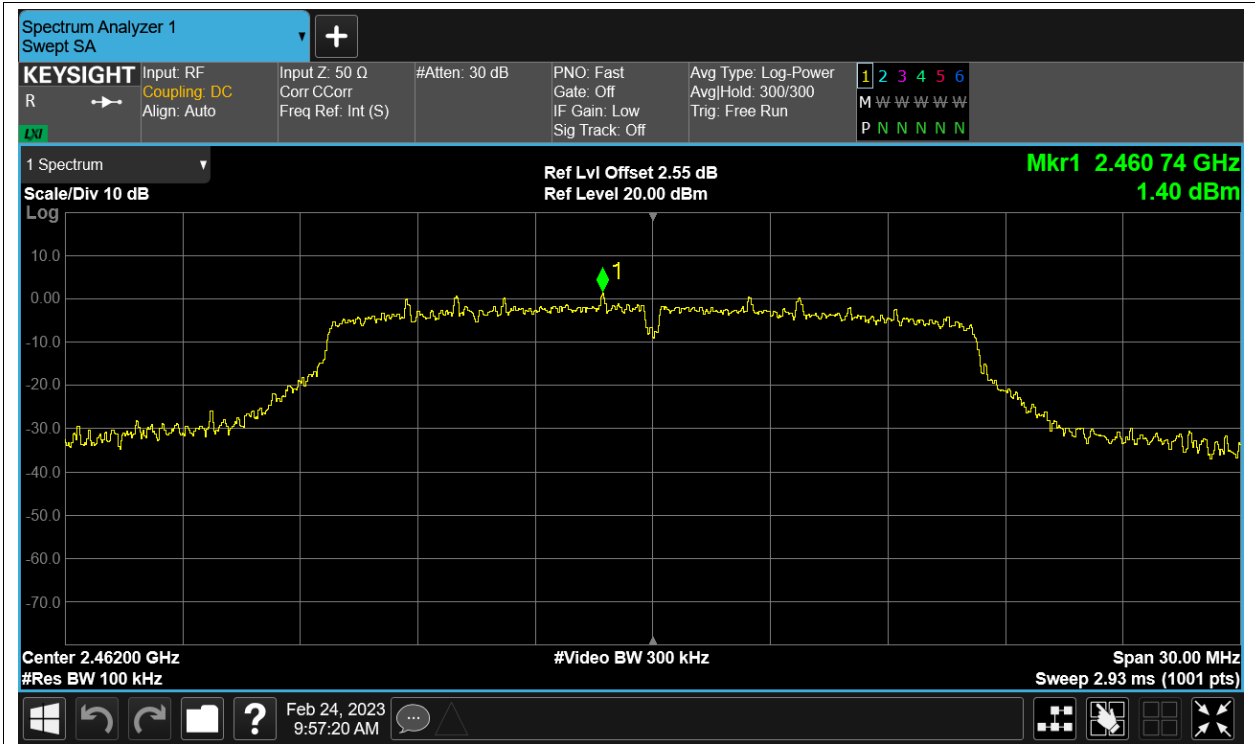 Spectrum Analyzer 1
Swept SA
+
KEYSIGHT
R
LXI
Input: RF
Coupling: DC
Align: Auto
Input Z: 50 Ω
Corr CCorr
Freq Ref: Int (S)
#Atten: 30 dB
PNO: Fast
Gate: Off
IF Gain: Low
Sig Track: Off
Avg Type: Log-Power
Avg|Hold: 300/300
Trig: Free Run
1 2 3 4 5 6
M W W W W W
P N N N N N
1 Spectrum
Scale/Div 10 dB
Log
Ref Lvl Offset 2.55 dB
Ref Level 20.00 dBm
Mkr1 2.460 74 GHz
1.40 dBm
1
10.0
0.00
-10.0
-20.0
-30.0
-40.0
-50.0
-60.0
-70.0
Center 2.46200 GHz
#Res BW 100 kHz
#Video BW 300 kHz
Span 30.00 MHz
Sweep 2.93 ms (1001 pts)
?
Feb 24, 2023
9:57:20 AM